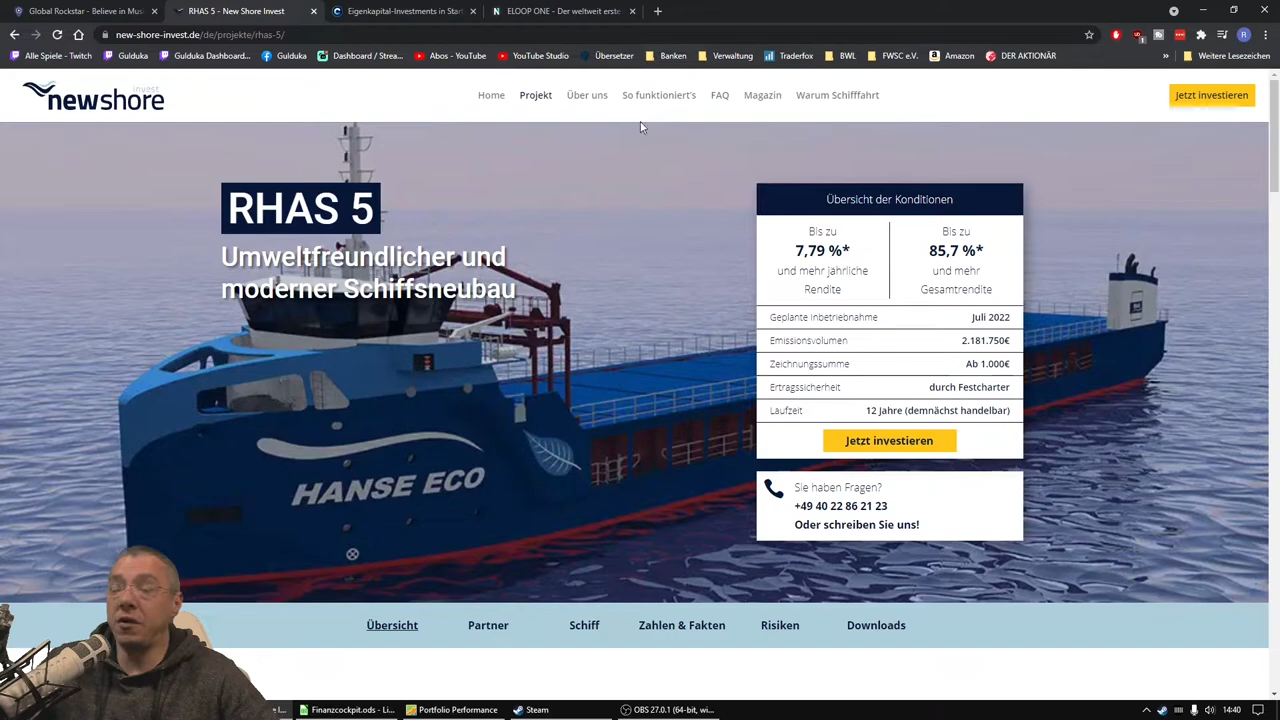 Global Rockstar - Believe in Music
RHAS 5 - New Shore Invest
Eigenkapital-Investments in Start
ELOOP ONE - Der weltweit erste
new-shore-invest.de/de/projekte/rhas-5/
Alle Spiele - Twitch
Gulduka Dashboard...
Gulduka
Dashboard / Strea...
Abos - YouTube
YouTube Studio
Übersetzer
Banken
Verwaltung
Traderfox
BWL
FWSC e.V.
Amazon
DER AKTIONÄR
Weitere Lesezeichen
newshore
invest
Home
Projekt
Über uns
So funktioniert's
FAQ
Magazin
Warum Schifffahrt
Jetzt investieren
RHAS 5
Umweltfreundlicher und
moderner Schiffsneubau
HANSE ECO
Übersicht der Konditionen
Bis zu
7,79 %*
und mehr jährliche
Rendite
Bis zu
85,7 %*
und mehr
Gesamtrendite
Geplante Inbetriebnahme Juli 2022
Emissionsvolumen 2.181.750€
Zeichnungssumme Ab 1.000€
Ertragssicherheit durch Festcharter
Laufzeit 12 Jahre (demnächst handelbar)
Jetzt investieren
Sie haben Fragen?
+49 40 22 86 21 23
Oder schreiben Sie uns!
Übersicht
Partner
Schiff
Zahlen & Fakten
Risiken
Downloads
Finanzcockpit.ods - Li...
Portfolio Performance
Steam
OBS 27.0.1 (64-bit, wi...
14:40